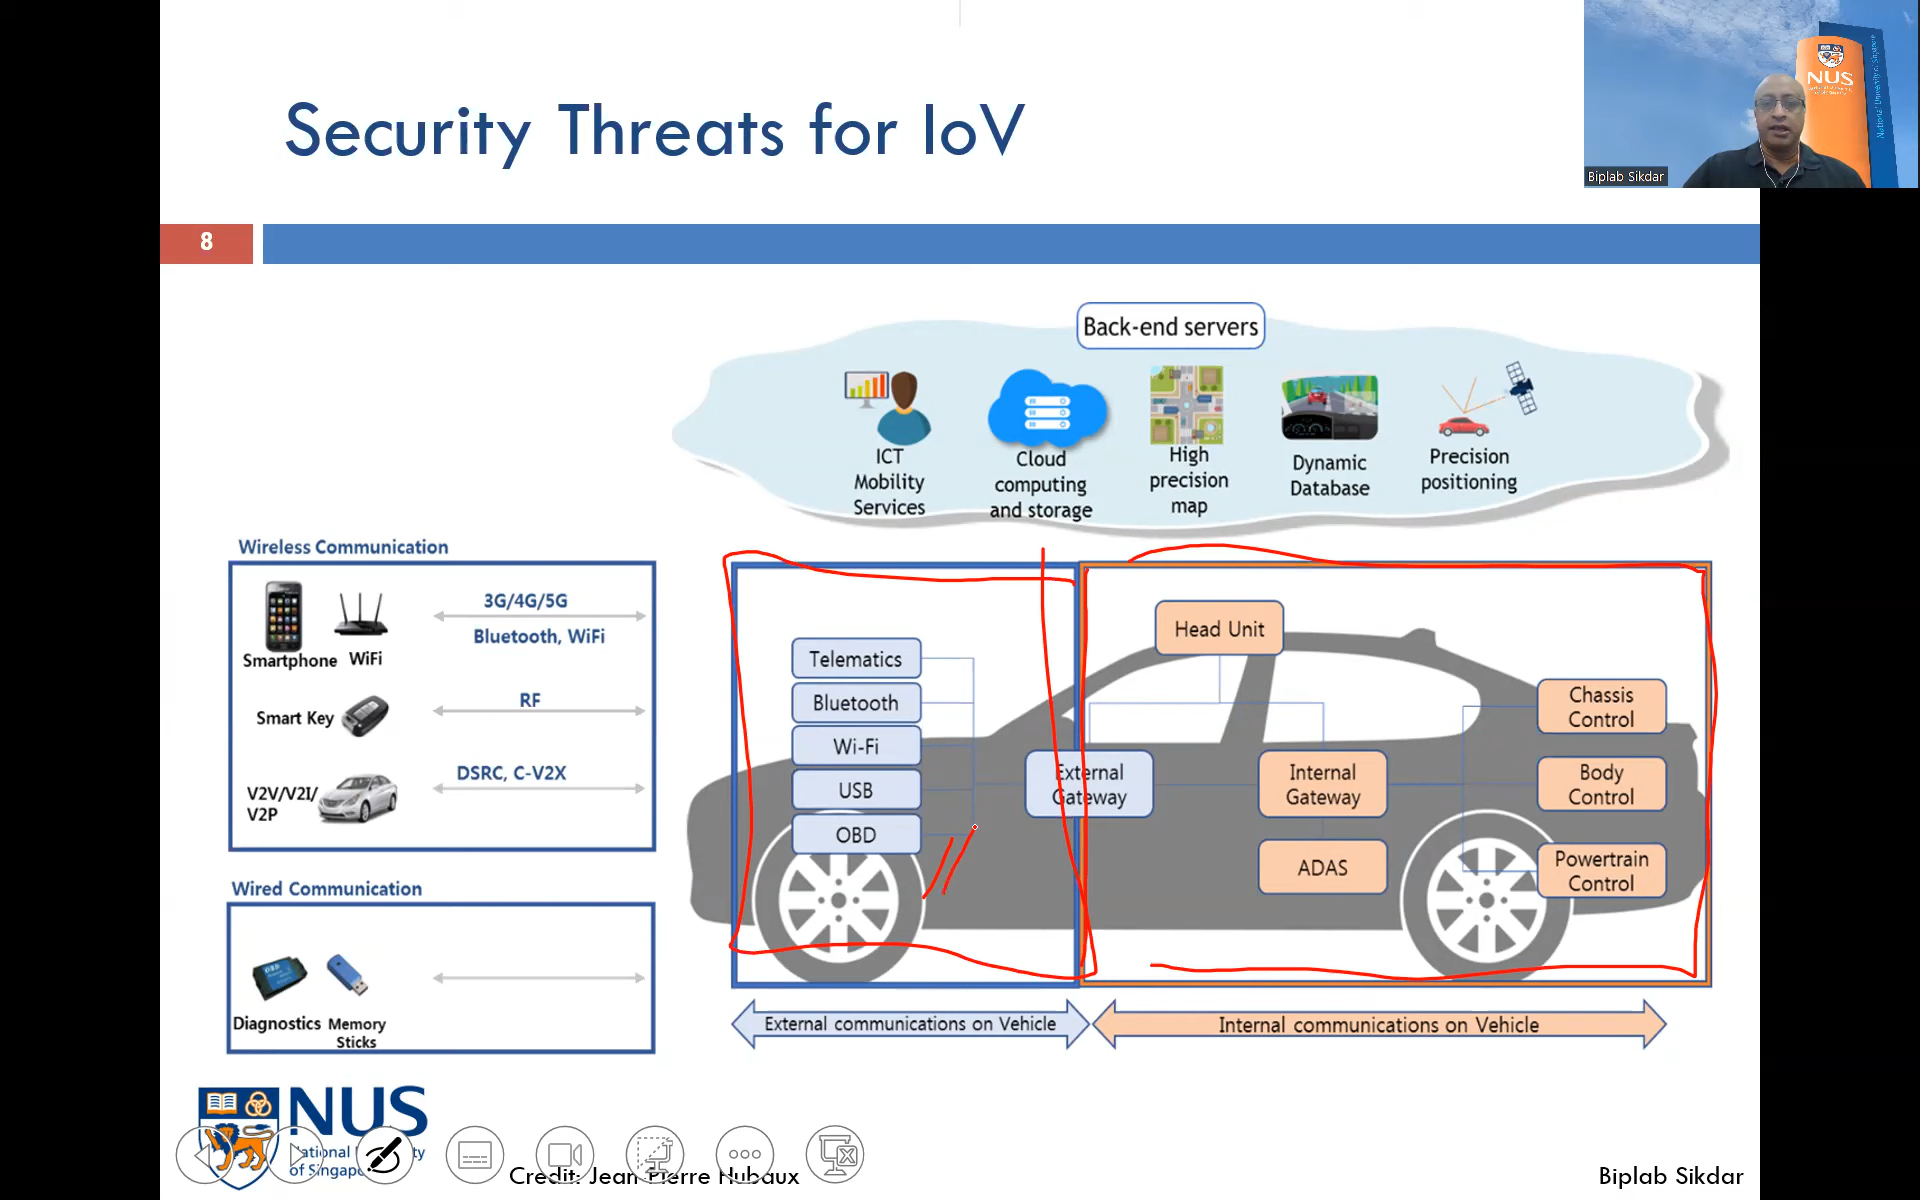 Security Threats for IoV
NUS
Biplab Sikdar
8
Back-end servers
ICT
Mobility
Services
Cloud
computing
and storage
High
precision
map
Dynamic
Database
Precision
positioning
Wireless Communication
Smartphone
WiFi
3G/4G/5G
Bluetooth, WiFi
Smart Key
RF
V2V/V2I/
V2P
DSRC, C-V2X
Wired Communication
Diagnostics
Memory
Sticks
Telematics
Bluetooth
Wi-Fi
USB
OBD
External
Gateway
Head Unit
Internal
Gateway
ADAS
Chassis
Control
Body
Control
Powertrain
Control
External communications on Vehicle
Internal communications on Vehicle
NUS
of Singap
Credit: Jean Pierre Hubaux
Biplab Sikdar